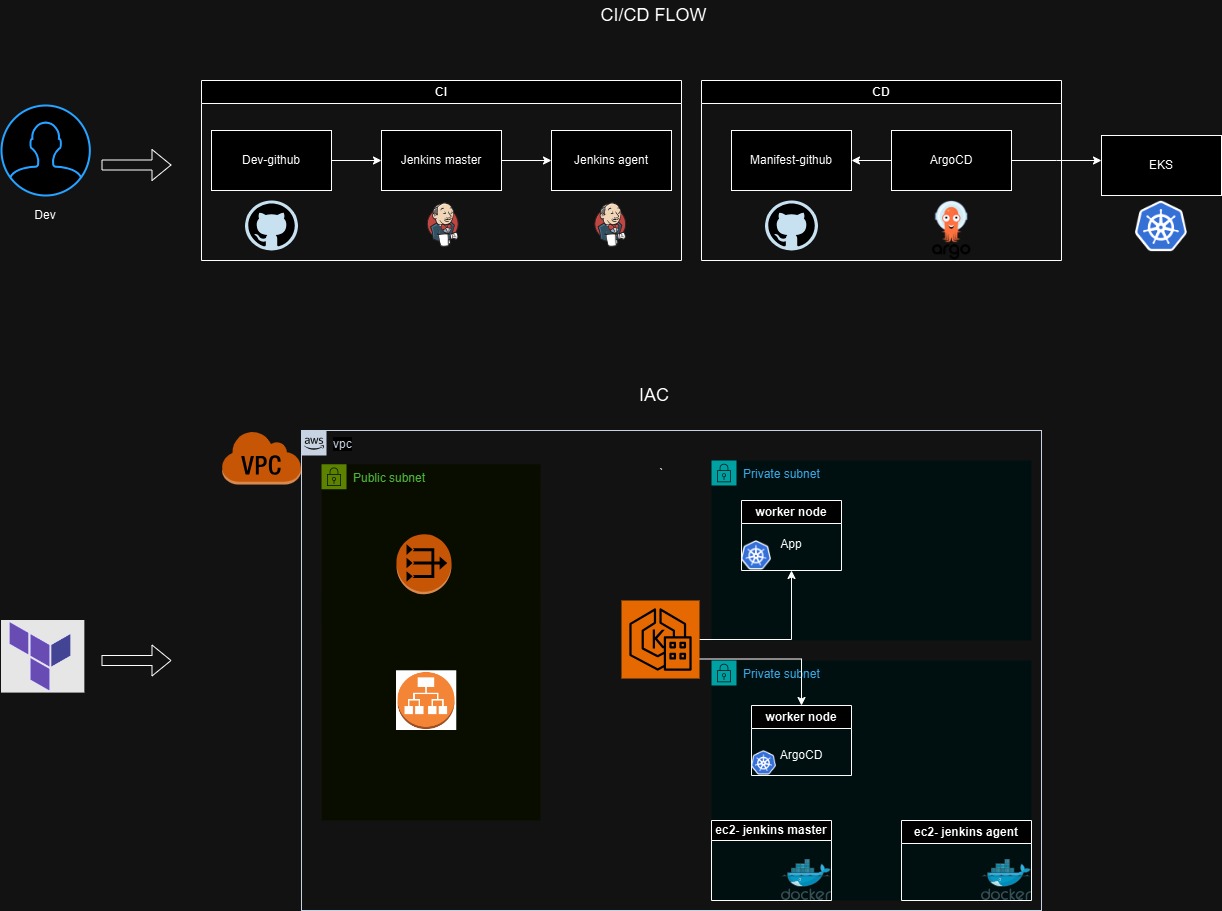 CI/CD FLOW
CI
CD
Dev-github
Jenkins master
Jenkins agent
Manifest-github
ArgoCD
EKS
Dev
argo
IAC
VPC
aws
vpc
Public subnet
`
Private subnet
worker node
App
K
Private subnet
worker node
ArgoCD
ec2- jenkins master
ec2- jenkins agent
docker
docker